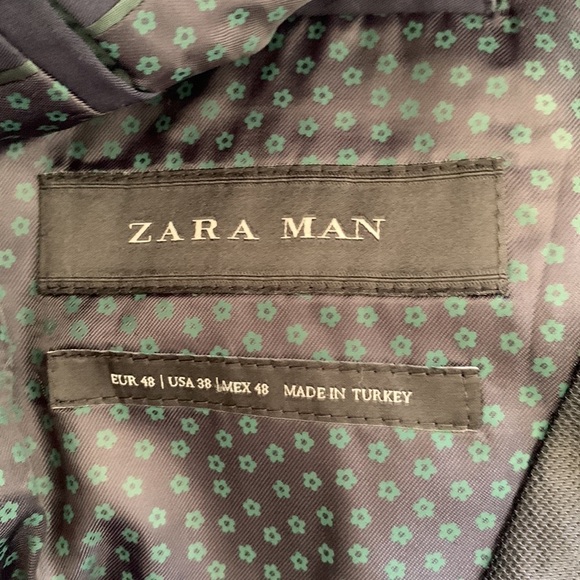 ZARA MAN
EUR 48 | USA 38 | MEX 48 MADE IN TURKEY